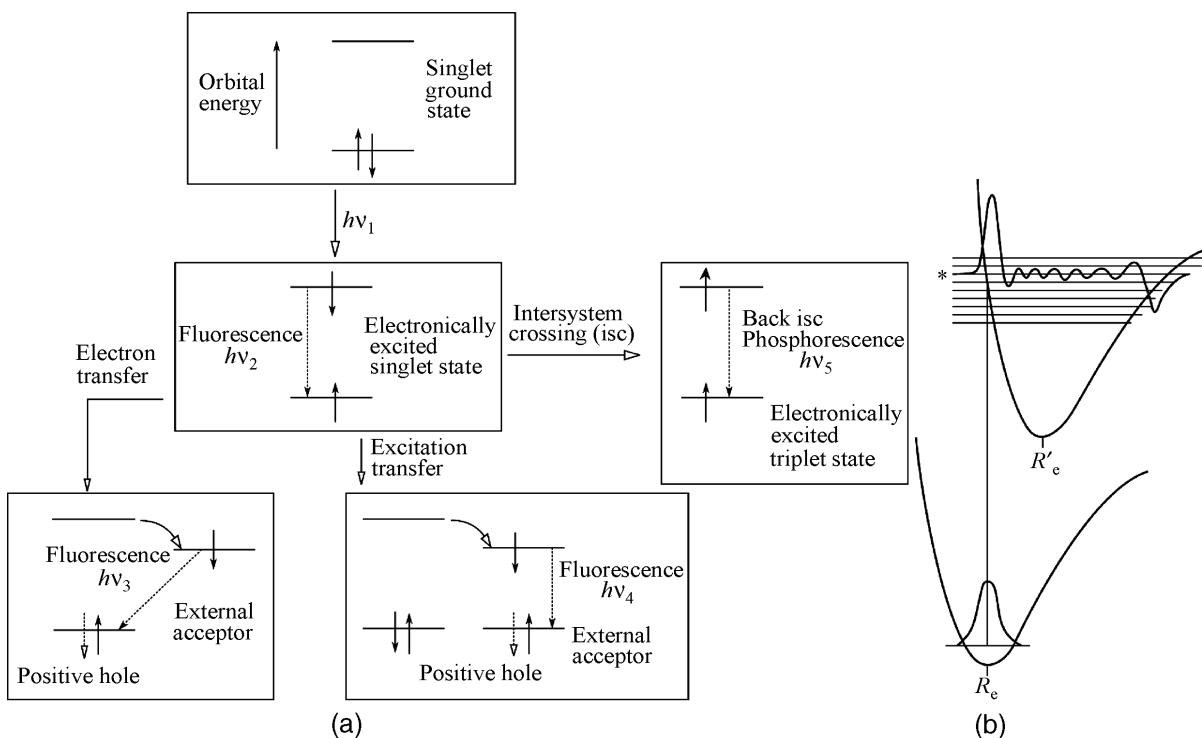 Orbital
energy
Singlet
ground
state
hν1
Fluorescence
hν2
Electronically
excited
singlet state
Intersystem
crossing (isc)
Back isc
Phosphorescence
hν5
Electronically
excited
triplet state
Electron
transfer
Excitation
transfer
Fluorescence
hν3
External
acceptor
Positive hole
Fluorescence
hν4
External
acceptor
Positive hole
(a)
*
R'e
Re
(b)